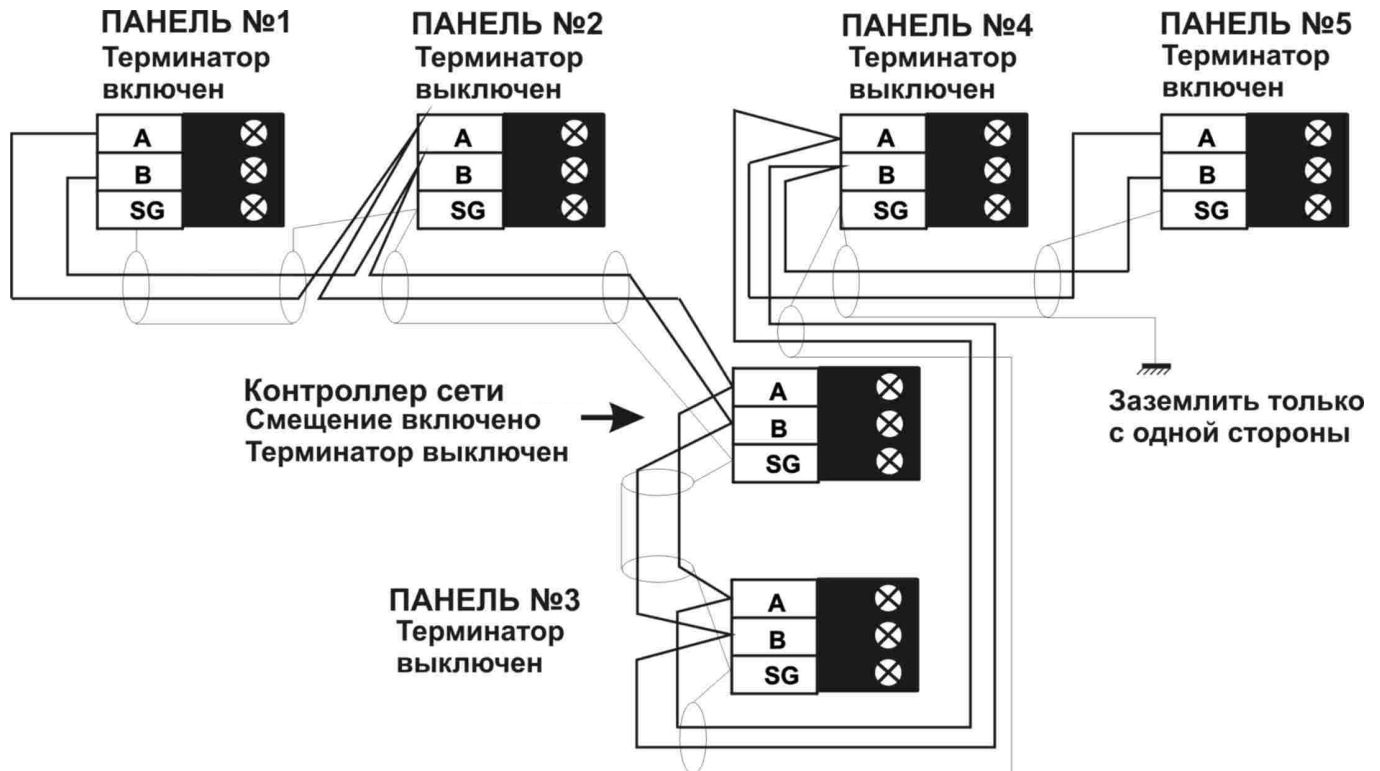 ПАНЕЛЬ №1
Терминатор
включен
A
B
SG
ПАНЕЛЬ №2
Терминатор
выключен
A
B
SG
ПАНЕЛЬ №4
Терминатор
выключен
A
B
SG
ПАНЕЛЬ №5
Терминатор
включен
A
B
SG
Контроллер сети
Смещение включено
Терминатор выключен
A
B
SG
Заземлить только
с одной стороны
ПАНЕЛЬ №3
Терминатор
выключен
A
B
SG